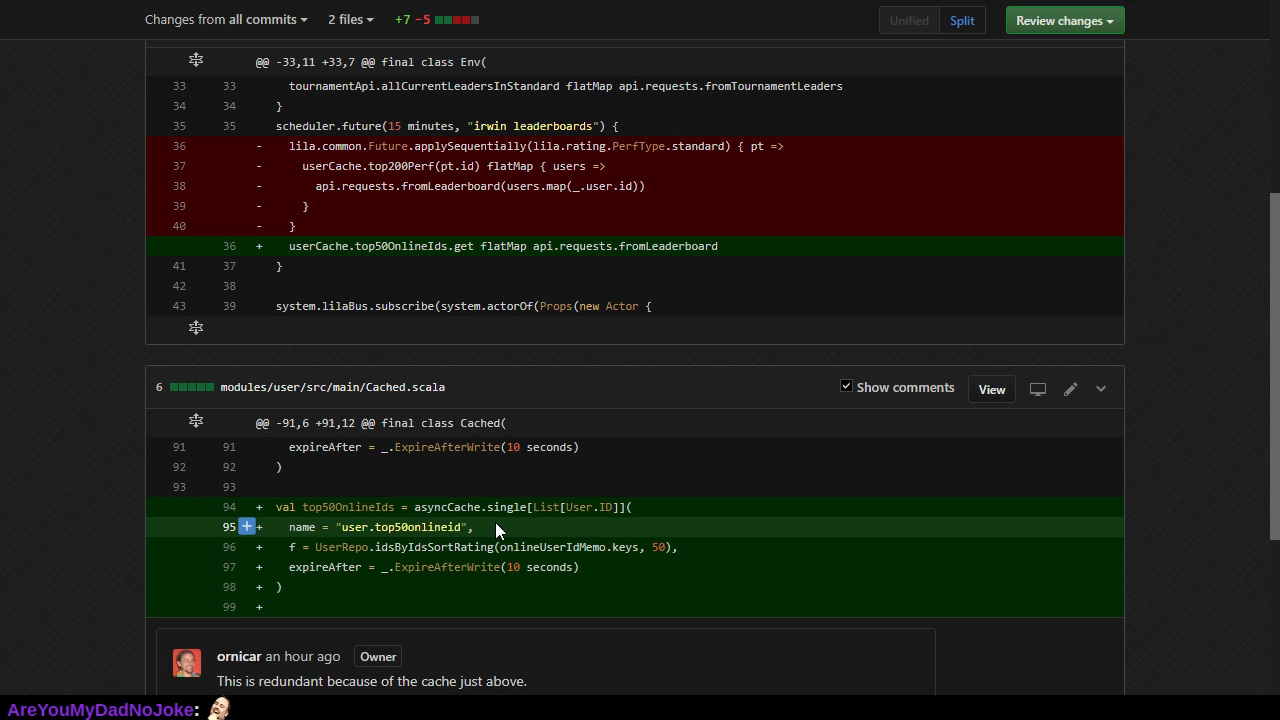 Changes from all commits 2 files +7 −5 Unified Split Review changes
@@ -33,11 +33,7 @@ final class Env(
33 33 tournamentApi.allCurrentLeadersInStandard flatMap api.requests.fromTournamentLeaders
34 34 }
35 35 scheduler.future(15 minutes, "irwin leaderboards") {
36 - lila.common.Future.applySequentially(lila.rating.PerfType.standard) { pt =>
37 - userCache.top200Perf(pt.id) flatMap { users =>
38 - api.requests.fromLeaderboard(users.map(_.user.id))
39 - }
40 - }
36 + userCache.top50OnlineIds.get flatMap api.requests.fromLeaderboard
41 37 }
42 38
43 39 system.lilaBus.subscribe(system.actorOf(Props(new Actor {
6 modules/user/src/main/Cached.scala Show comments View
@@ -91,6 +91,12 @@ final class Cached(
91 91 expireAfter = _.ExpireAfterWrite(10 seconds)
92 92 )
93 93
94 + val top50OnlineIds = asyncCache.single[List[User.ID]](
95 + + name = "user.top50onlineid",
96 + f = UserRepo.idsByIdsSortRating(onlineUserIdMemo.keys, 50),
97 + expireAfter = _.ExpireAfterWrite(10 seconds)
98 + )
99 +
ornicar an hour ago Owner
This is redundant because of the cache just above.
AreYouMyDadNoJoke: